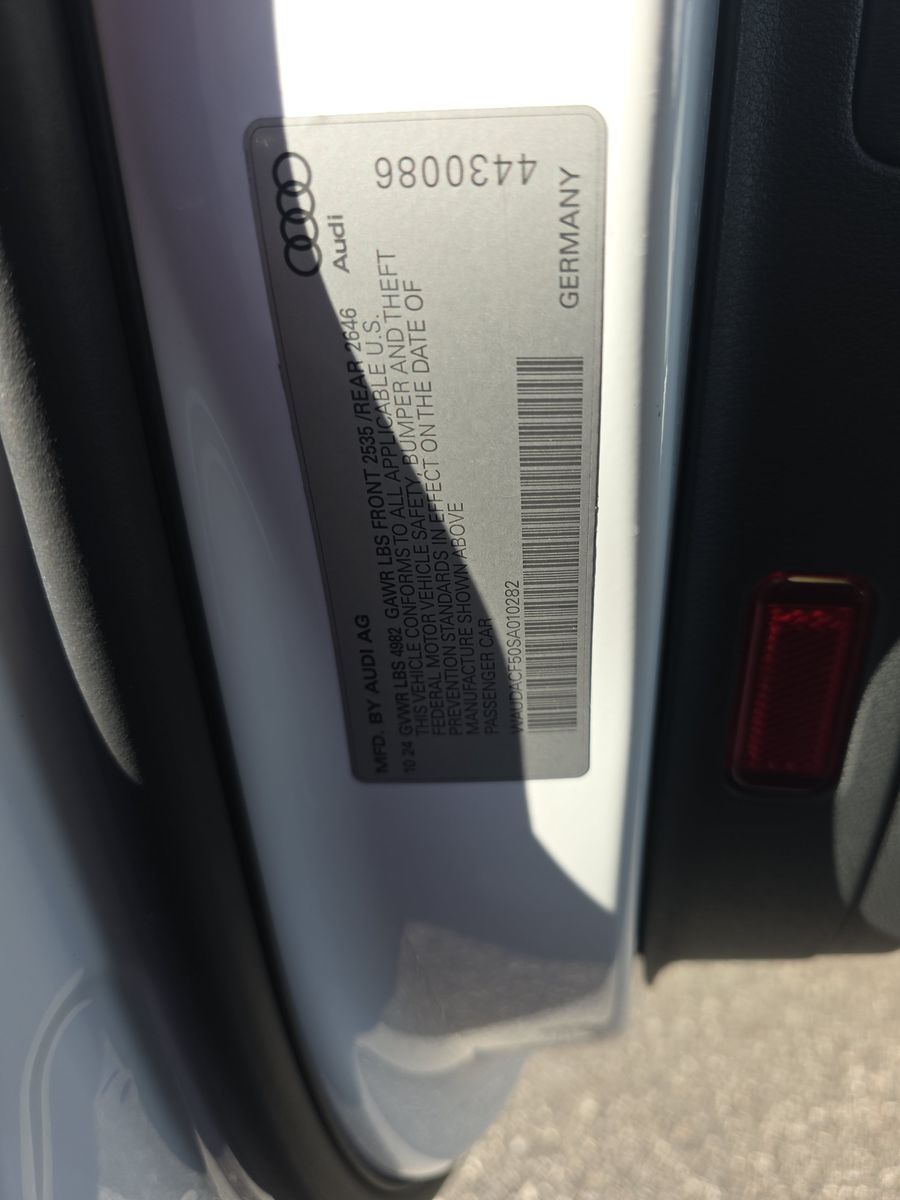 Audi
4430086
MFD. BY AUDI AG
GERMANY
10 24 GVWR LBS 4982 GAWR LBS FRONT 2535 /REAR 2646
THIS VEHICLE CONFORMS TO ALL APPLICABLE U.S.
FEDERAL MOTOR VEHICLE SAFETY, BUMPER AND THEFT
PREVENTION STANDARDS IN EFFECT ON THE DATE OF
MANUFACTURE SHOWN ABOVE
PASSENGER CAR
WAUDACF50SA010282